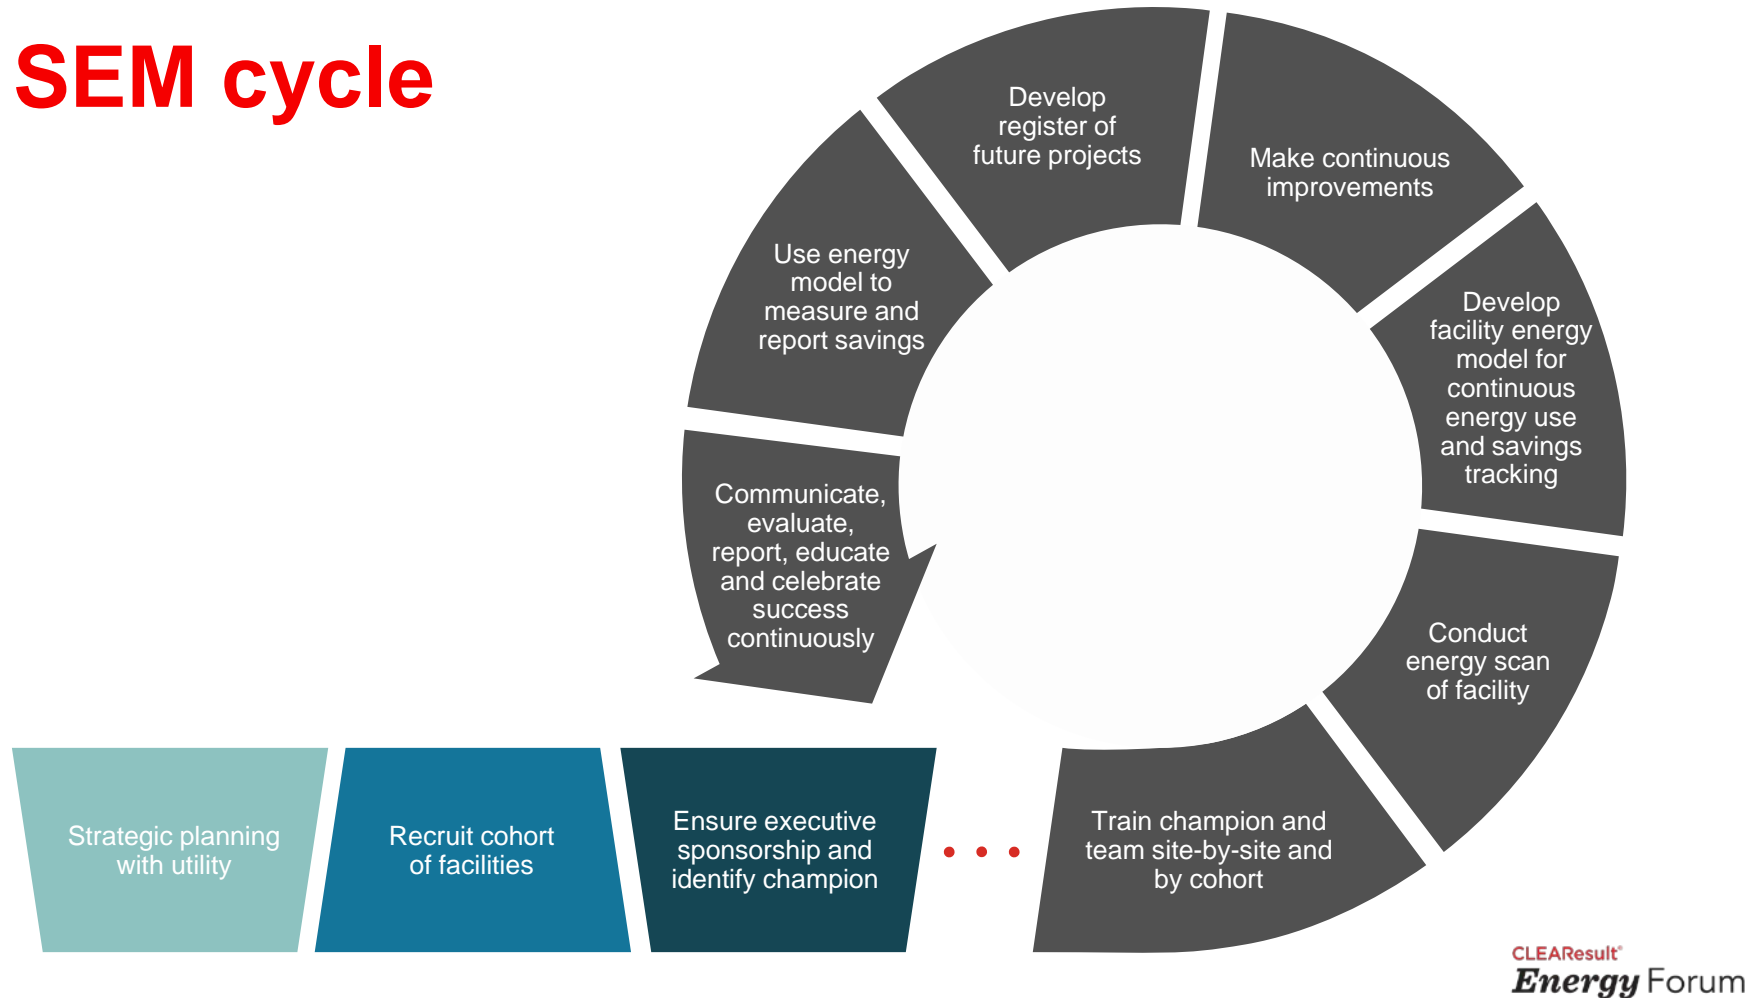 SEM cycle
Develop
register of
future projects
Make continuous
improvements
Use energy
model to
measure and
report savings
Develop
facility energy
model for
continuous
energy use
and savings
tracking
Communicate,
evaluate,
report, educate
and celebrate
success
continuously
Conduct
energy scan
of facility
Strategic planning
with utility
Recruit cohort
of facilities
Ensure executive
sponsorship and
identify champion
. . .
Train champion and
team site-by-site and
by cohort
CLEAResult®
Energy Forum